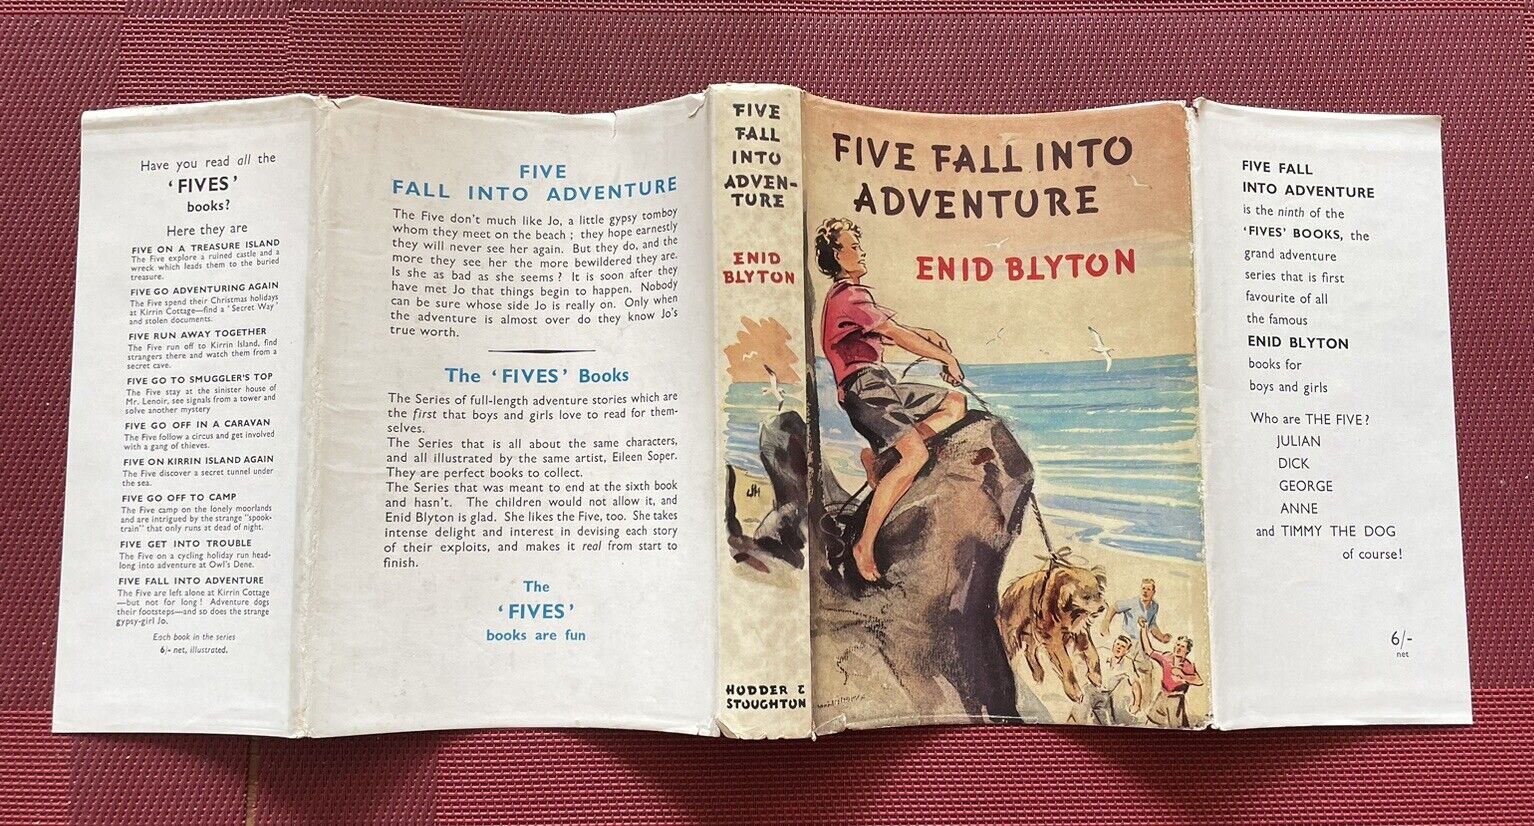 Have you read all the
'FIVES'
books?
Here they are
FIVE ON A TREASURE ISLAND
The Five explore a ruined castle and a
wreck which leads them to the buried
treasure.
FIVE GO ADVENTURING AGAIN
The Five spend their Christmas holidays
at Kirrin Cottage—find a 'Secret Way'
and stolen documents.
FIVE RUN AWAY TOGETHER
The Five run off to Kirrin Island, find
strangers there and watch them from a
secret cave.
FIVE GO TO SMUGGLER'S TOP
The Five stay at the sinister house of
Mr. Lenoir, see signals from a tower and
solve another mystery
FIVE GO OFF IN A CARAVAN
The Five follow a circus and get involved
with a gang of thieves.
FIVE ON KIRRIN ISLAND AGAIN
The Five discover a secret tunnel under
the sea.
FIVE GO OFF TO CAMP
The Five camp on the lonely moorlands
and are intrigued by the strange "spook-
train" that only runs at dead of night.
FIVE GET INTO TROUBLE
The Five on a cycling holiday run head-
long into adventure at Owl's Dene.
FIVE FALL INTO ADVENTURE
The Five are left alone at Kirrin Cottage
—but not for long! Adventure dogs
their footsteps—and so does the strange
gypsy-girl Jo.
Each book in the series
6/- net, illustrated.
FIVE
FALL INTO ADVENTURE
The Five don't much like Jo, a little gypsy tomboy
whom they meet on the beach; they hope earnestly
they will never see her again. But they do, and the
more they see her the more bewildered they are.
Is she as bad as she seems? It is soon after they
have met Jo that things begin to happen. Nobody
can be sure whose side Jo is really on. Only when
the adventure is almost over do they know Jo's
true worth.
The 'FIVES' Books
The Series of full-length adventure stories which are
the first that boys and girls love to read for them-
selves.
The Series that is all about the same characters,
and all illustrated by the same artist, Eileen Soper.
They are perfect books to collect.
The Series that was meant to end at the sixth book
and hasn't. The children would not allow it, and
Enid Blyton is glad. She likes the Five, too. She takes
intense delight and interest in devising each story
of their exploits, and makes it real from start to
finish.
The
'FIVES'
books are fun
FIVE
FALL
INTO
ADVEN-
TURE
ENID
BLYTON
HODDER &
STOUGHTON
FIVE FALL INTO
ADVENTURE
ENID BLYTON
FIVE FALL
INTO ADVENTURE
is the ninth of the
'FIVES' BOOKS, the
grand adventure
series that is first
favourite of all
the famous
ENID BLYTON
books for
boys and girls
Who are THE FIVE?
JULIAN
DICK
GEORGE
ANNE
and TIMMY THE DOG
of course!
6/-
net